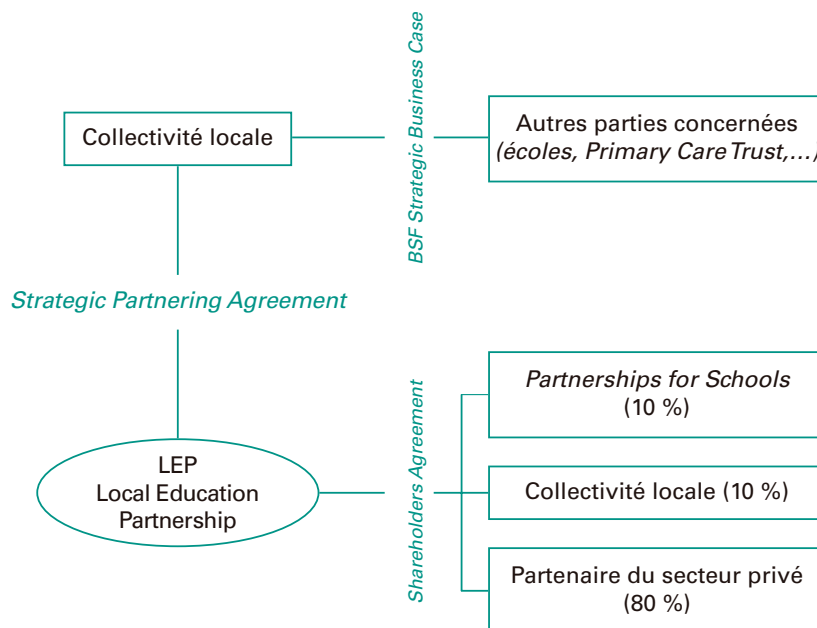 Collectivité locale
BSF Strategic Business Case
Autres parties concernées
(écoles, Primary Care Trust,...)
Strategic Partnering Agreement
LEP
Local Education
Partnership
Shareholders Agreement
Partnerships for Schools
(10 %)
Collectivité locale (10 %)
Partenaire du secteur privé
(80 %)